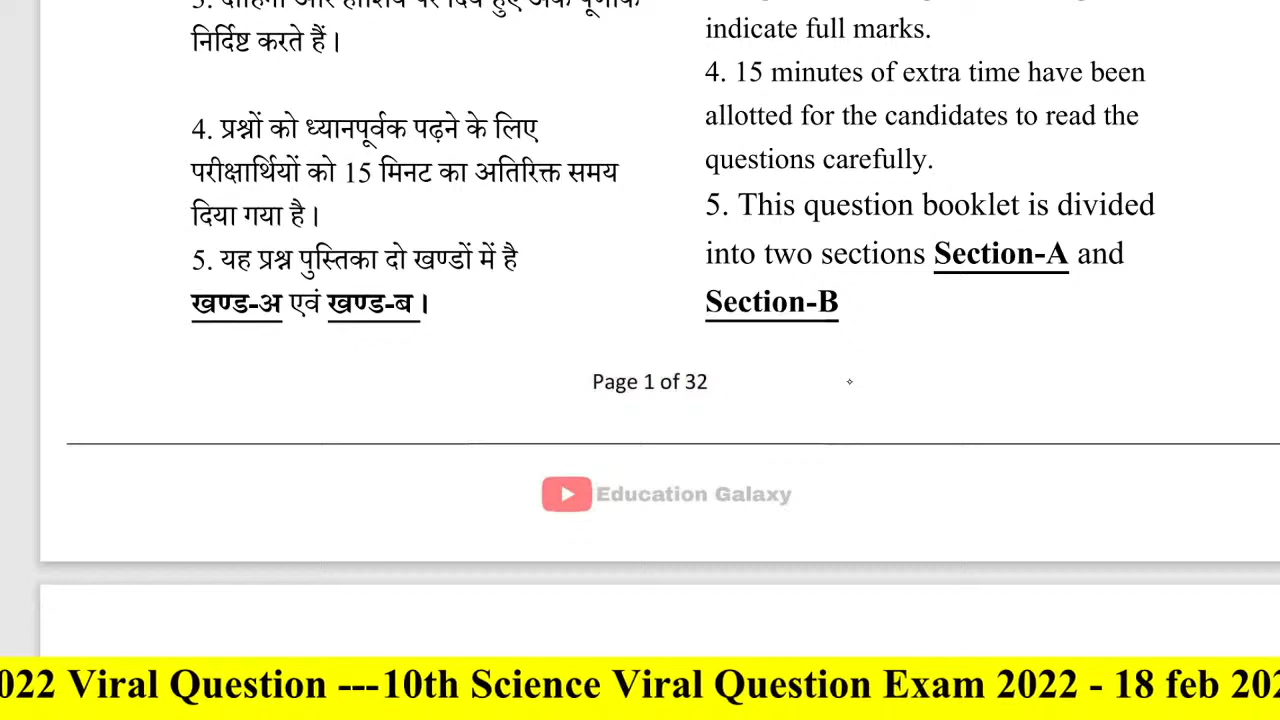 निर्दिष्ट करते हैं।
4. प्रश्नों को ध्यानपूर्वक पढ़ने के लिए
परीक्षार्थियों को 15 मिनट का अतिरिक्त समय
दिया गया है।
5. यह प्रश्न पुस्तिका दो खण्डों में है
खण्ड-अ एवं खण्ड-ब।
indicate full marks.
4. 15 minutes of extra time have been
allotted for the candidates to read the
questions carefully.
5. This question booklet is divided
into two sections Section-A and
Section-B
Page 1 of 32
Education Galaxy
022 Viral Question ---10th Science Viral Question Exam 2022 - 18 feb 202